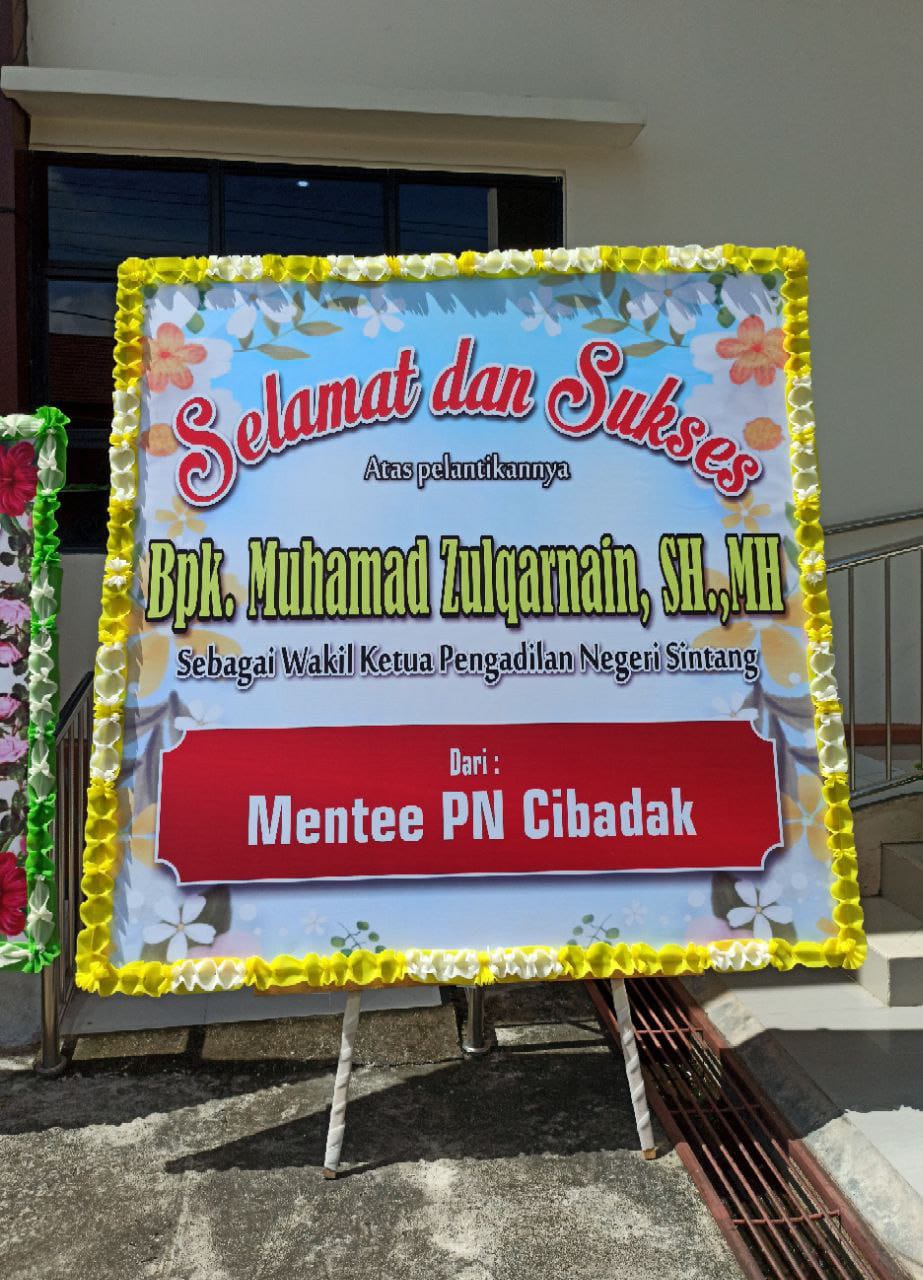 Selamat dan Sukses
Atas pelantikannya
Bpk. Muhamad Zulqarnain, SH.,MH
Sebagai Wakil Ketua Pengadilan Negeri Sintang
Dari :
Mentee PN Cibadak